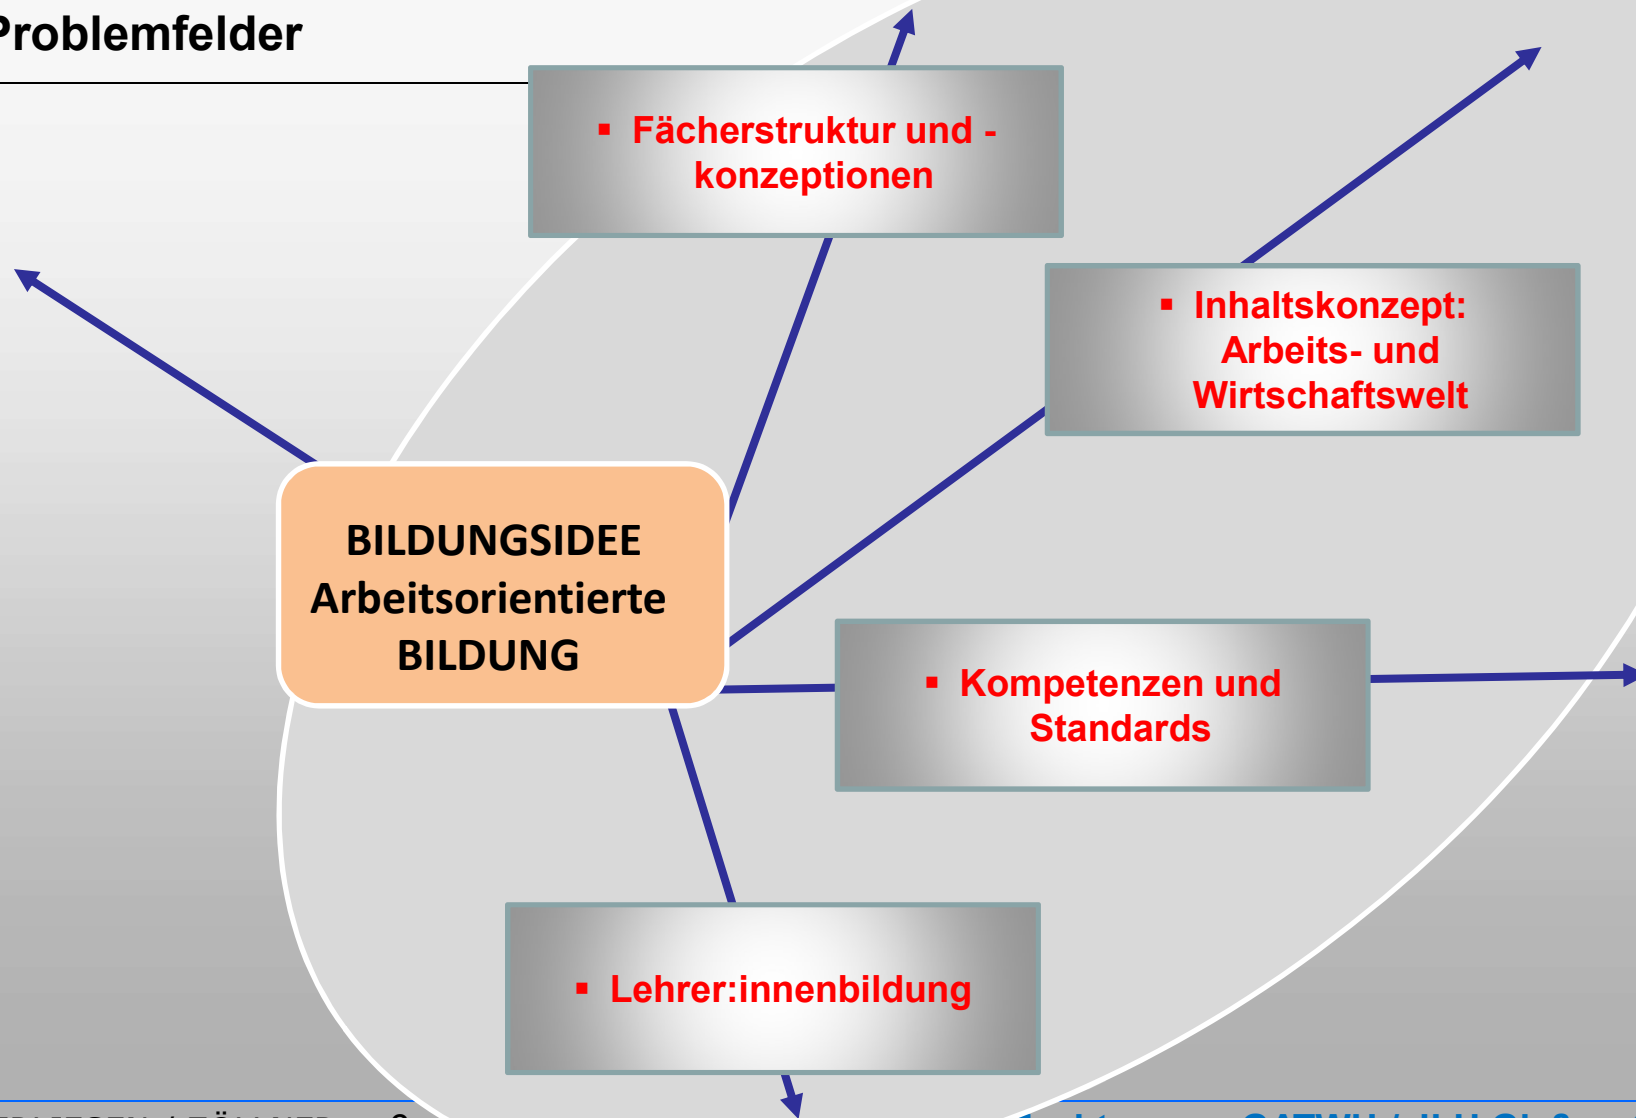 Problemfelder
▪ Fächerstruktur und -
konzeptionen
▪ Inhaltskonzept:
Arbeits- und
Wirtschaftswelt
BILDUNGSIDEE
Arbeitsorientierte
BILDUNG
▪ Kompetenzen und
Standards
▪ Lehrer:innenbildung